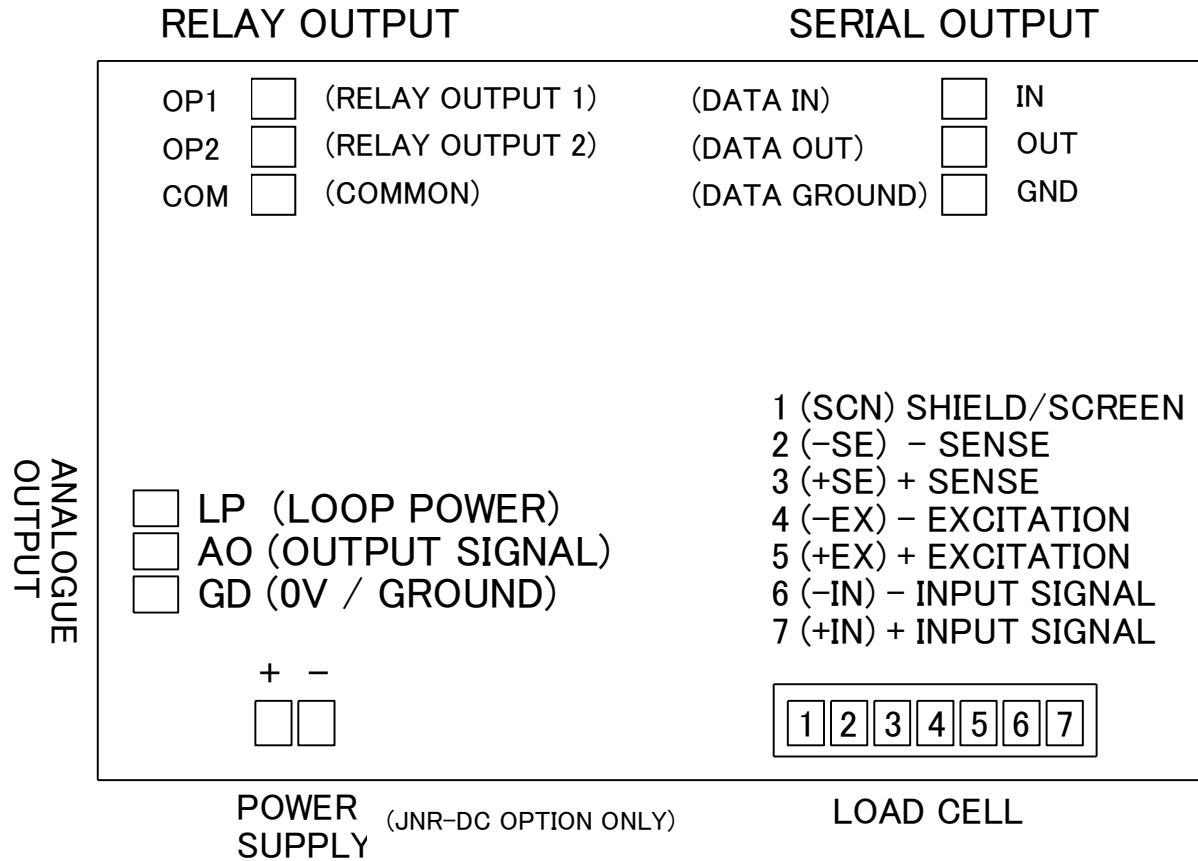 RELAY OUTPUT
SERIAL OUTPUT
OP1 (RELAY OUTPUT 1)
OP2 (RELAY OUTPUT 2)
COM (COMMON)
(DATA IN) IN
(DATA OUT) OUT
(DATA GROUND) GND
1 (SCN) SHIELD/SCREEN
2 (-SE) - SENSE
3 (+SE) + SENSE
4 (-EX) - EXCITATION
5 (+EX) + EXCITATION
6 (-IN) - INPUT SIGNAL
7 (+IN) + INPUT SIGNAL
ANALOGUE
OUTPUT
LP (LOOP POWER)
AO (OUTPUT SIGNAL)
GD (0V / GROUND)
+ -
1 2 3 4 5 6 7
POWER
SUPPLY
(JNR-DC OPTION ONLY)
LOAD CELL